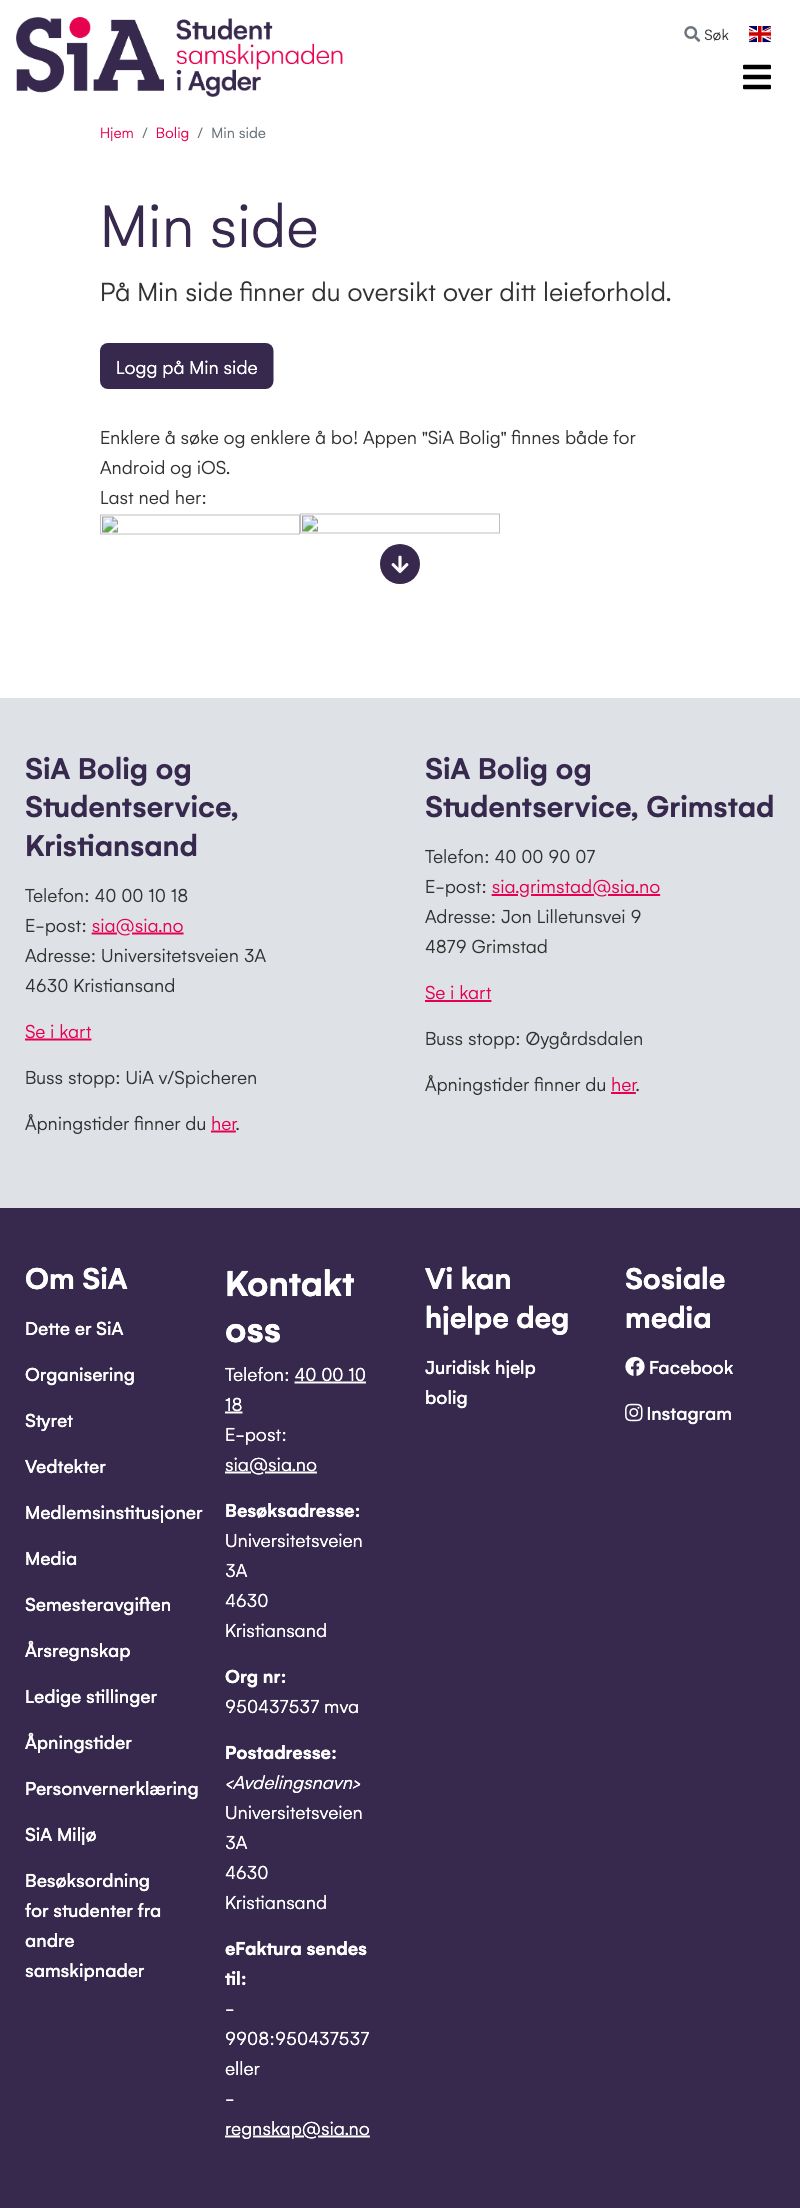 SiA
Student
samskipnaden
i Agder
Søk
Hjem / Bolig / Min side
Min side
På Min side finner du oversikt over ditt leieforhold.
Logg på Min side
Enklere å søke og enklere å bo! Appen "SiA Bolig" finnes både for
Android og iOS.
Last ned her:
SiA Bolig og
Studentservice,
Kristiansand
Telefon: 40 00 10 18
E-post: sia@sia.no
Adresse: Universitetsveien 3A
4630 Kristiansand
Se i kart
Buss stopp: UiA v/Spicheren
Åpningstider finner du her.
SiA Bolig og
Studentservice, Grimstad
Telefon: 40 00 90 07
E-post: sia.grimstad@sia.no
Adresse: Jon Lilletunsvei 9
4879 Grimstad
Se i kart
Buss stopp: Øygårdsdalen
Åpningstider finner du her.
Om SiA
Dette er SiA
Organisering
Styret
Vedtekter
Medlemsinstitusjoner
Media
Semesteravgiften
Årsregnskap
Ledige stillinger
Åpningstider
Personvernerklæring
SiA Miljø
Besøksordning
for studenter fra
andre
samskipnader
Kontakt
oss
Telefon: 40 00 10
18
E-post:
sia@sia.no
Besøksadresse:
Universitetsveien
3A
4630
Kristiansand
Org nr:
950437537 mva
Postadresse:
<Avdelingsnavn>
Universitetsveien
3A
4630
Kristiansand
eFaktura sendes
til:
-
9908:950437537
eller
-
regnskap@sia.no
Vi kan
hjelpe deg
Juridisk hjelp
bolig
Sosiale
media
Facebook
Instagram